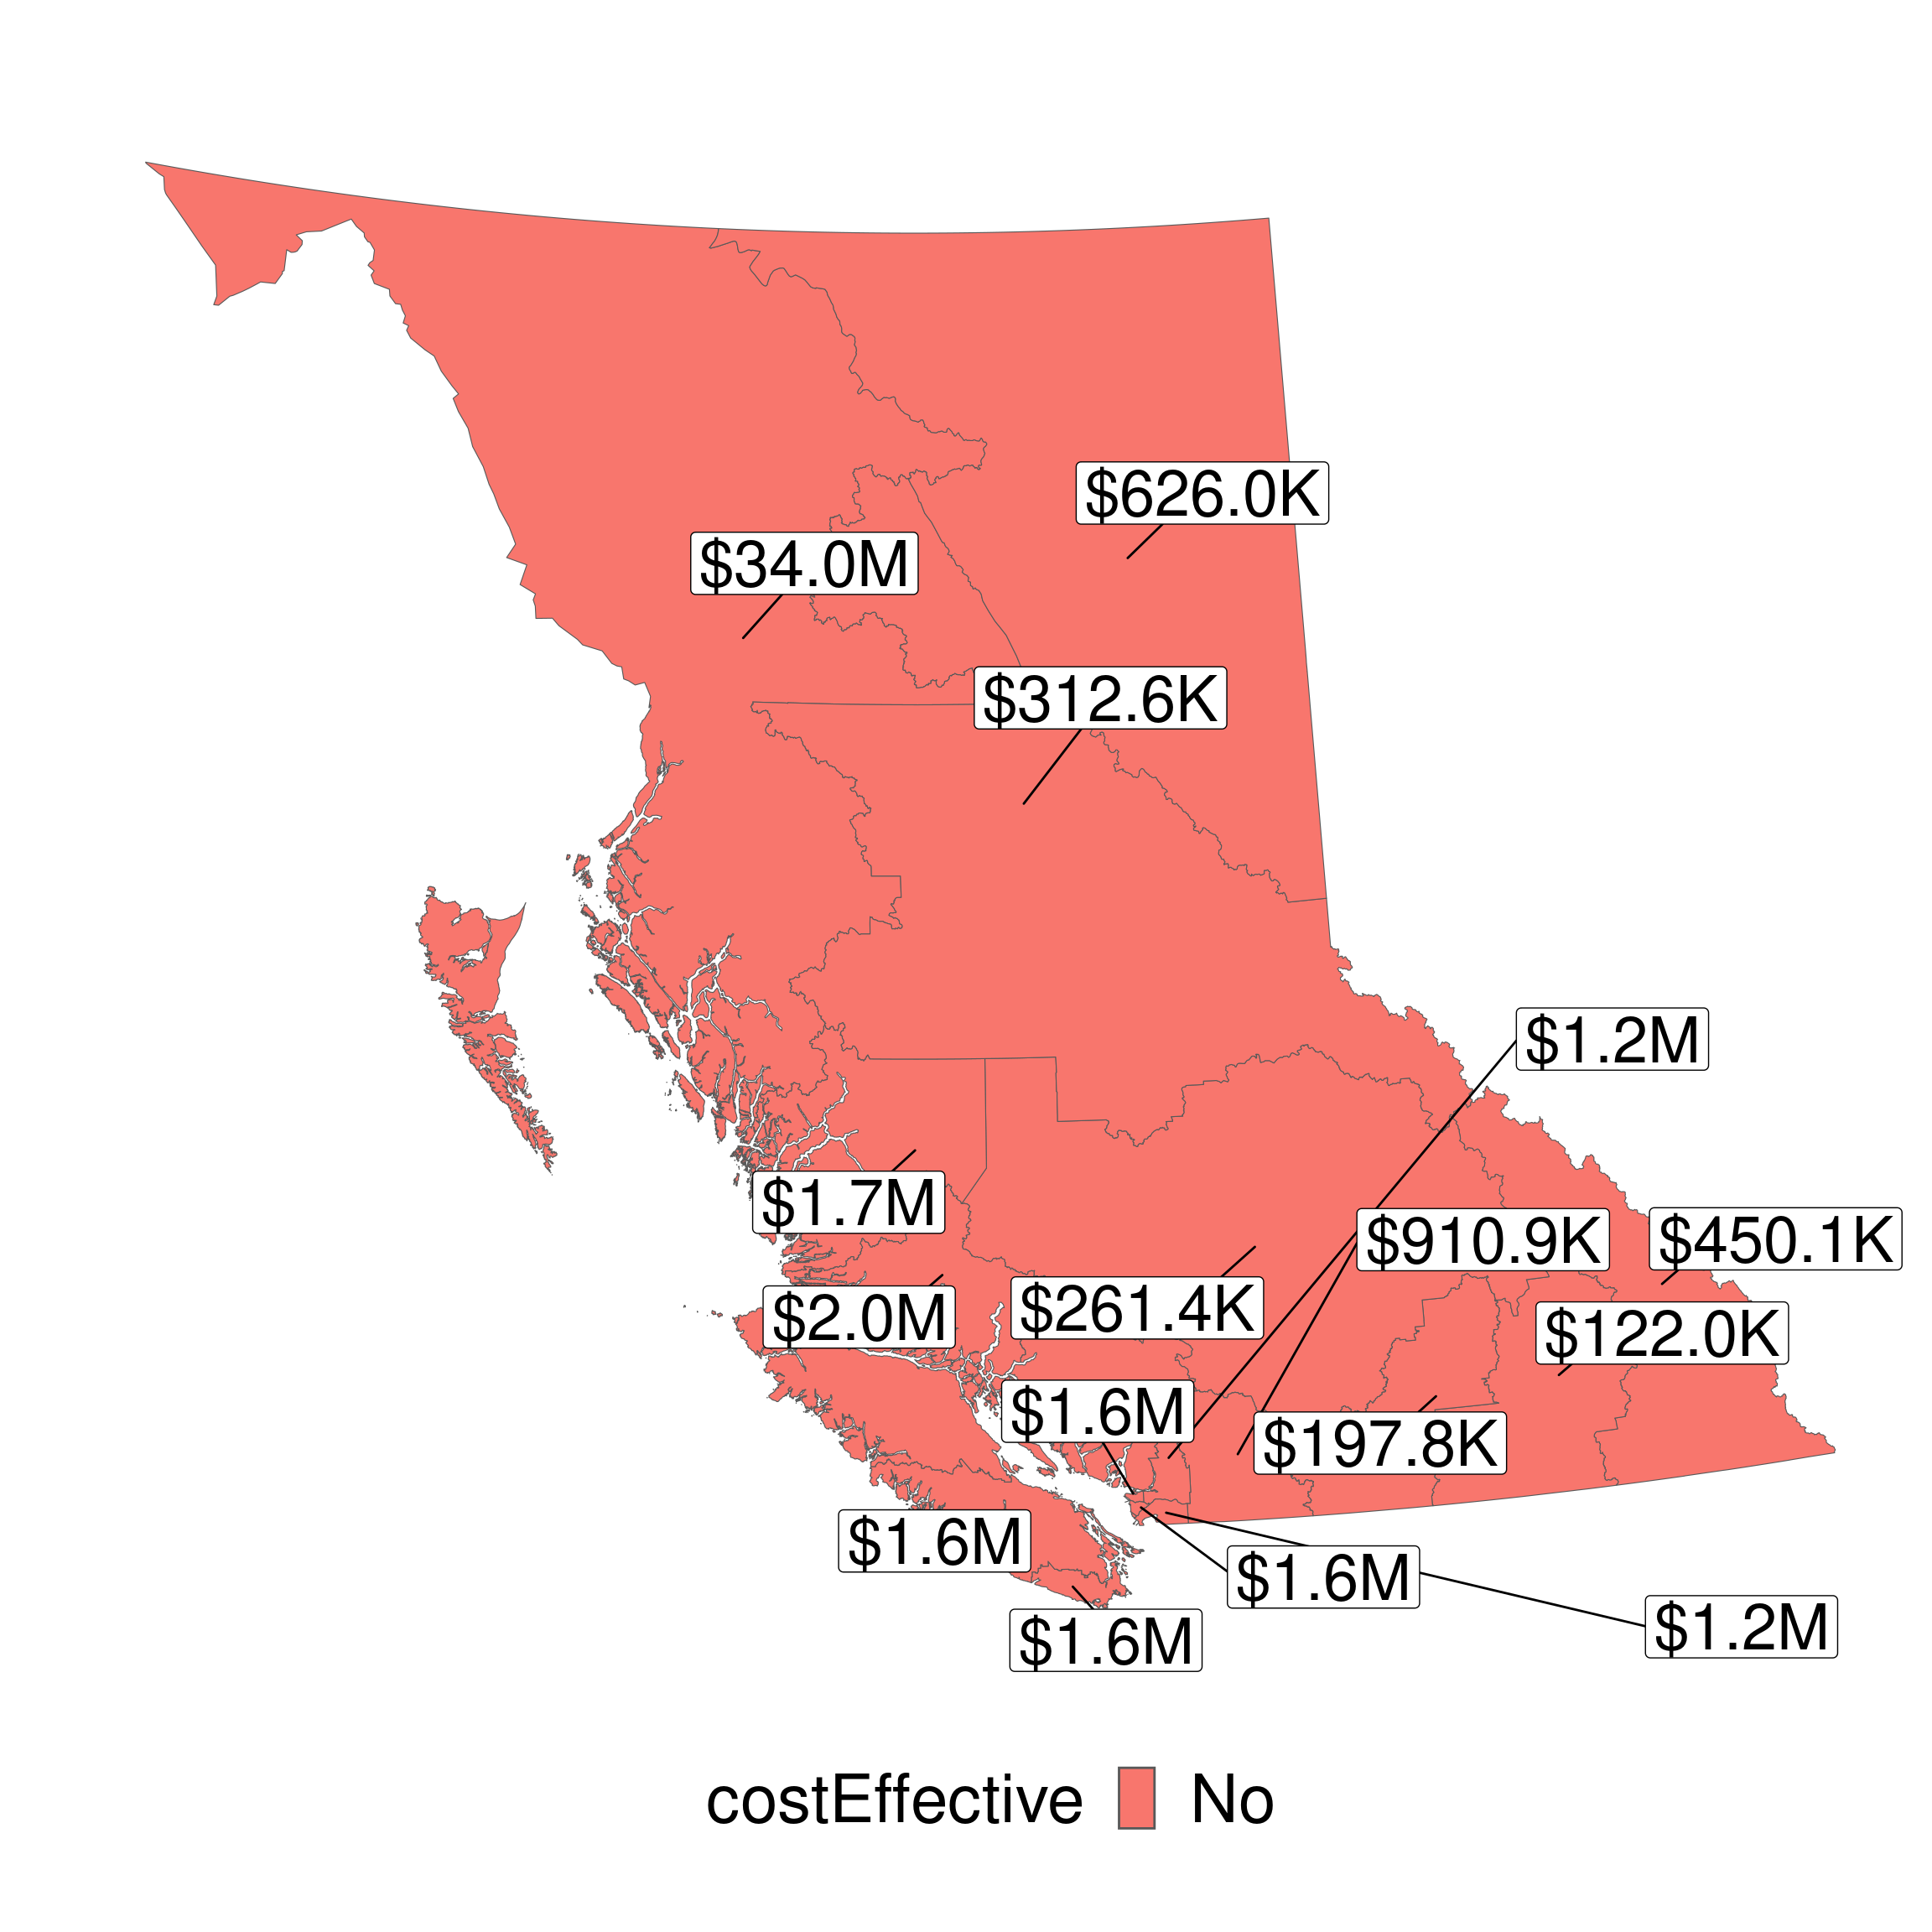 $626.0K
$34.0M
$312.6K
$1.2M
$1.7M
$910.9K
$450.1K
$2.0M
$261.4K
$122.0K
$1.6M
$197.8K
$1.6M
$1.6M
$1.2M
$1.6M
costEffective No